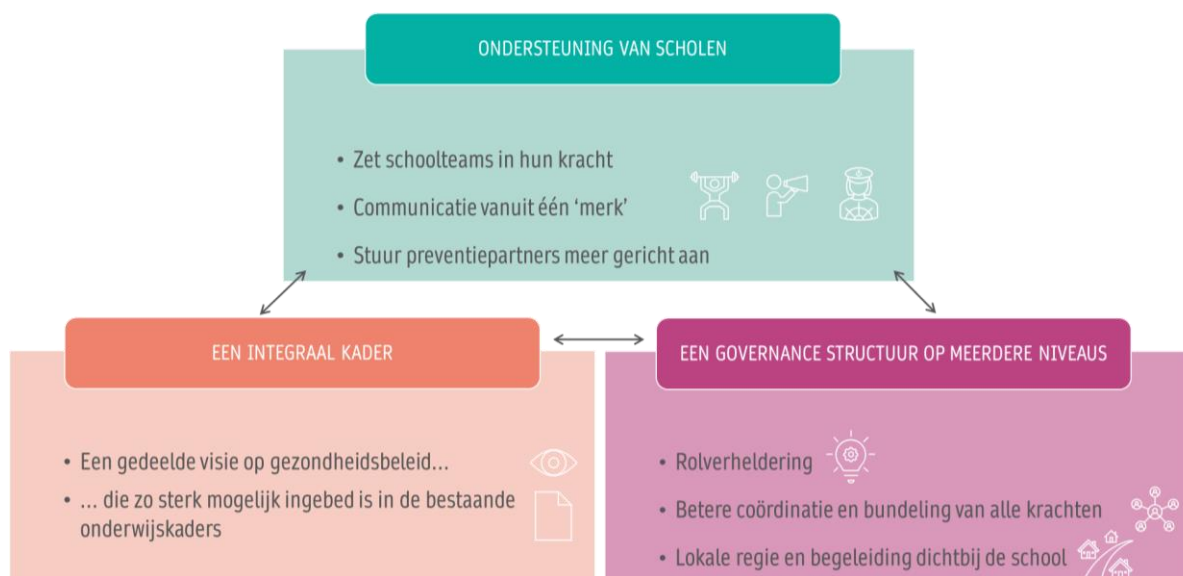 ONDERSTEUNING VAN SCHOLEN
• Zet schoolteams in hun kracht
• Communicatie vanuit één ‘merk’
• Stuur preventiepartners meer gericht aan
EEN INTEGRAAL KADER
• Een gedeelde visie op gezondheidsbeleid...
• ... die zo sterk mogelijk ingebed is in de bestaande
onderwijskaders
EEN GOVERNANCE STRUCTUUR OP MEERDERE NIVEAUS
• Rolverheldering
• Betere coördinatie en bundeling van alle krachten
• Lokale regie en begeleiding dichtbij de school